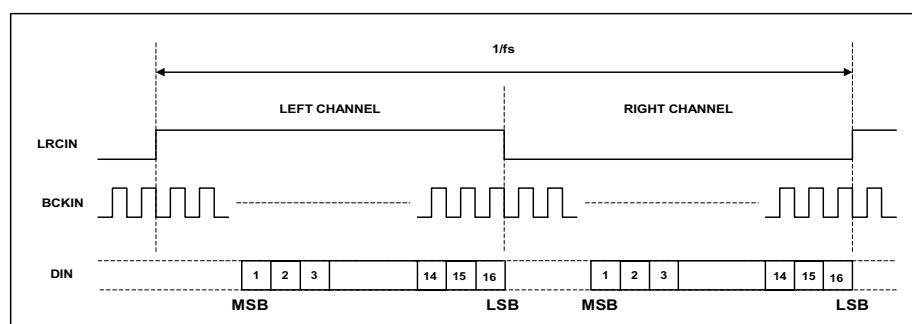 1/fs
LEFT CHANNEL RIGHT CHANNEL
LRCIN
BCKIN
DIN 1 2 3 14 15 16 1 2 3 14 15 16
MSB LSB MSB LSB